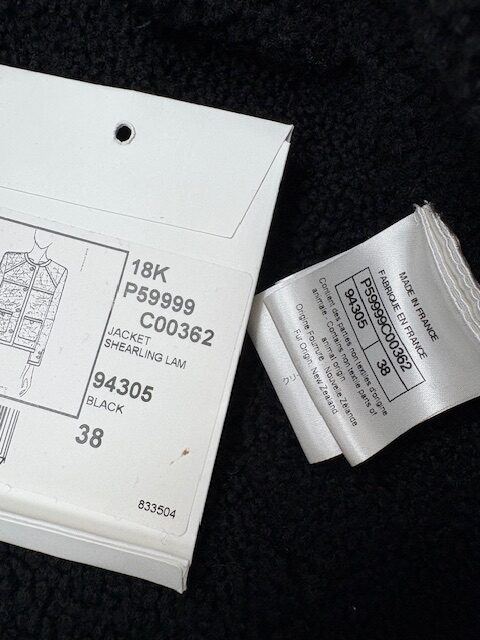 18K
P59999
C00362
JACKET
SHEARLING LAM
94305
BLACK
38
833504
MADE IN FRANCE
FABRIQUE EN FRANCE
P59999C00362
94305
38
Contient des parties non textiles d'origine
animale. Contains non textile parts of
animal origin
Origine Fourrure : Nouvelle Zélande
Fur Origin: New Zealand